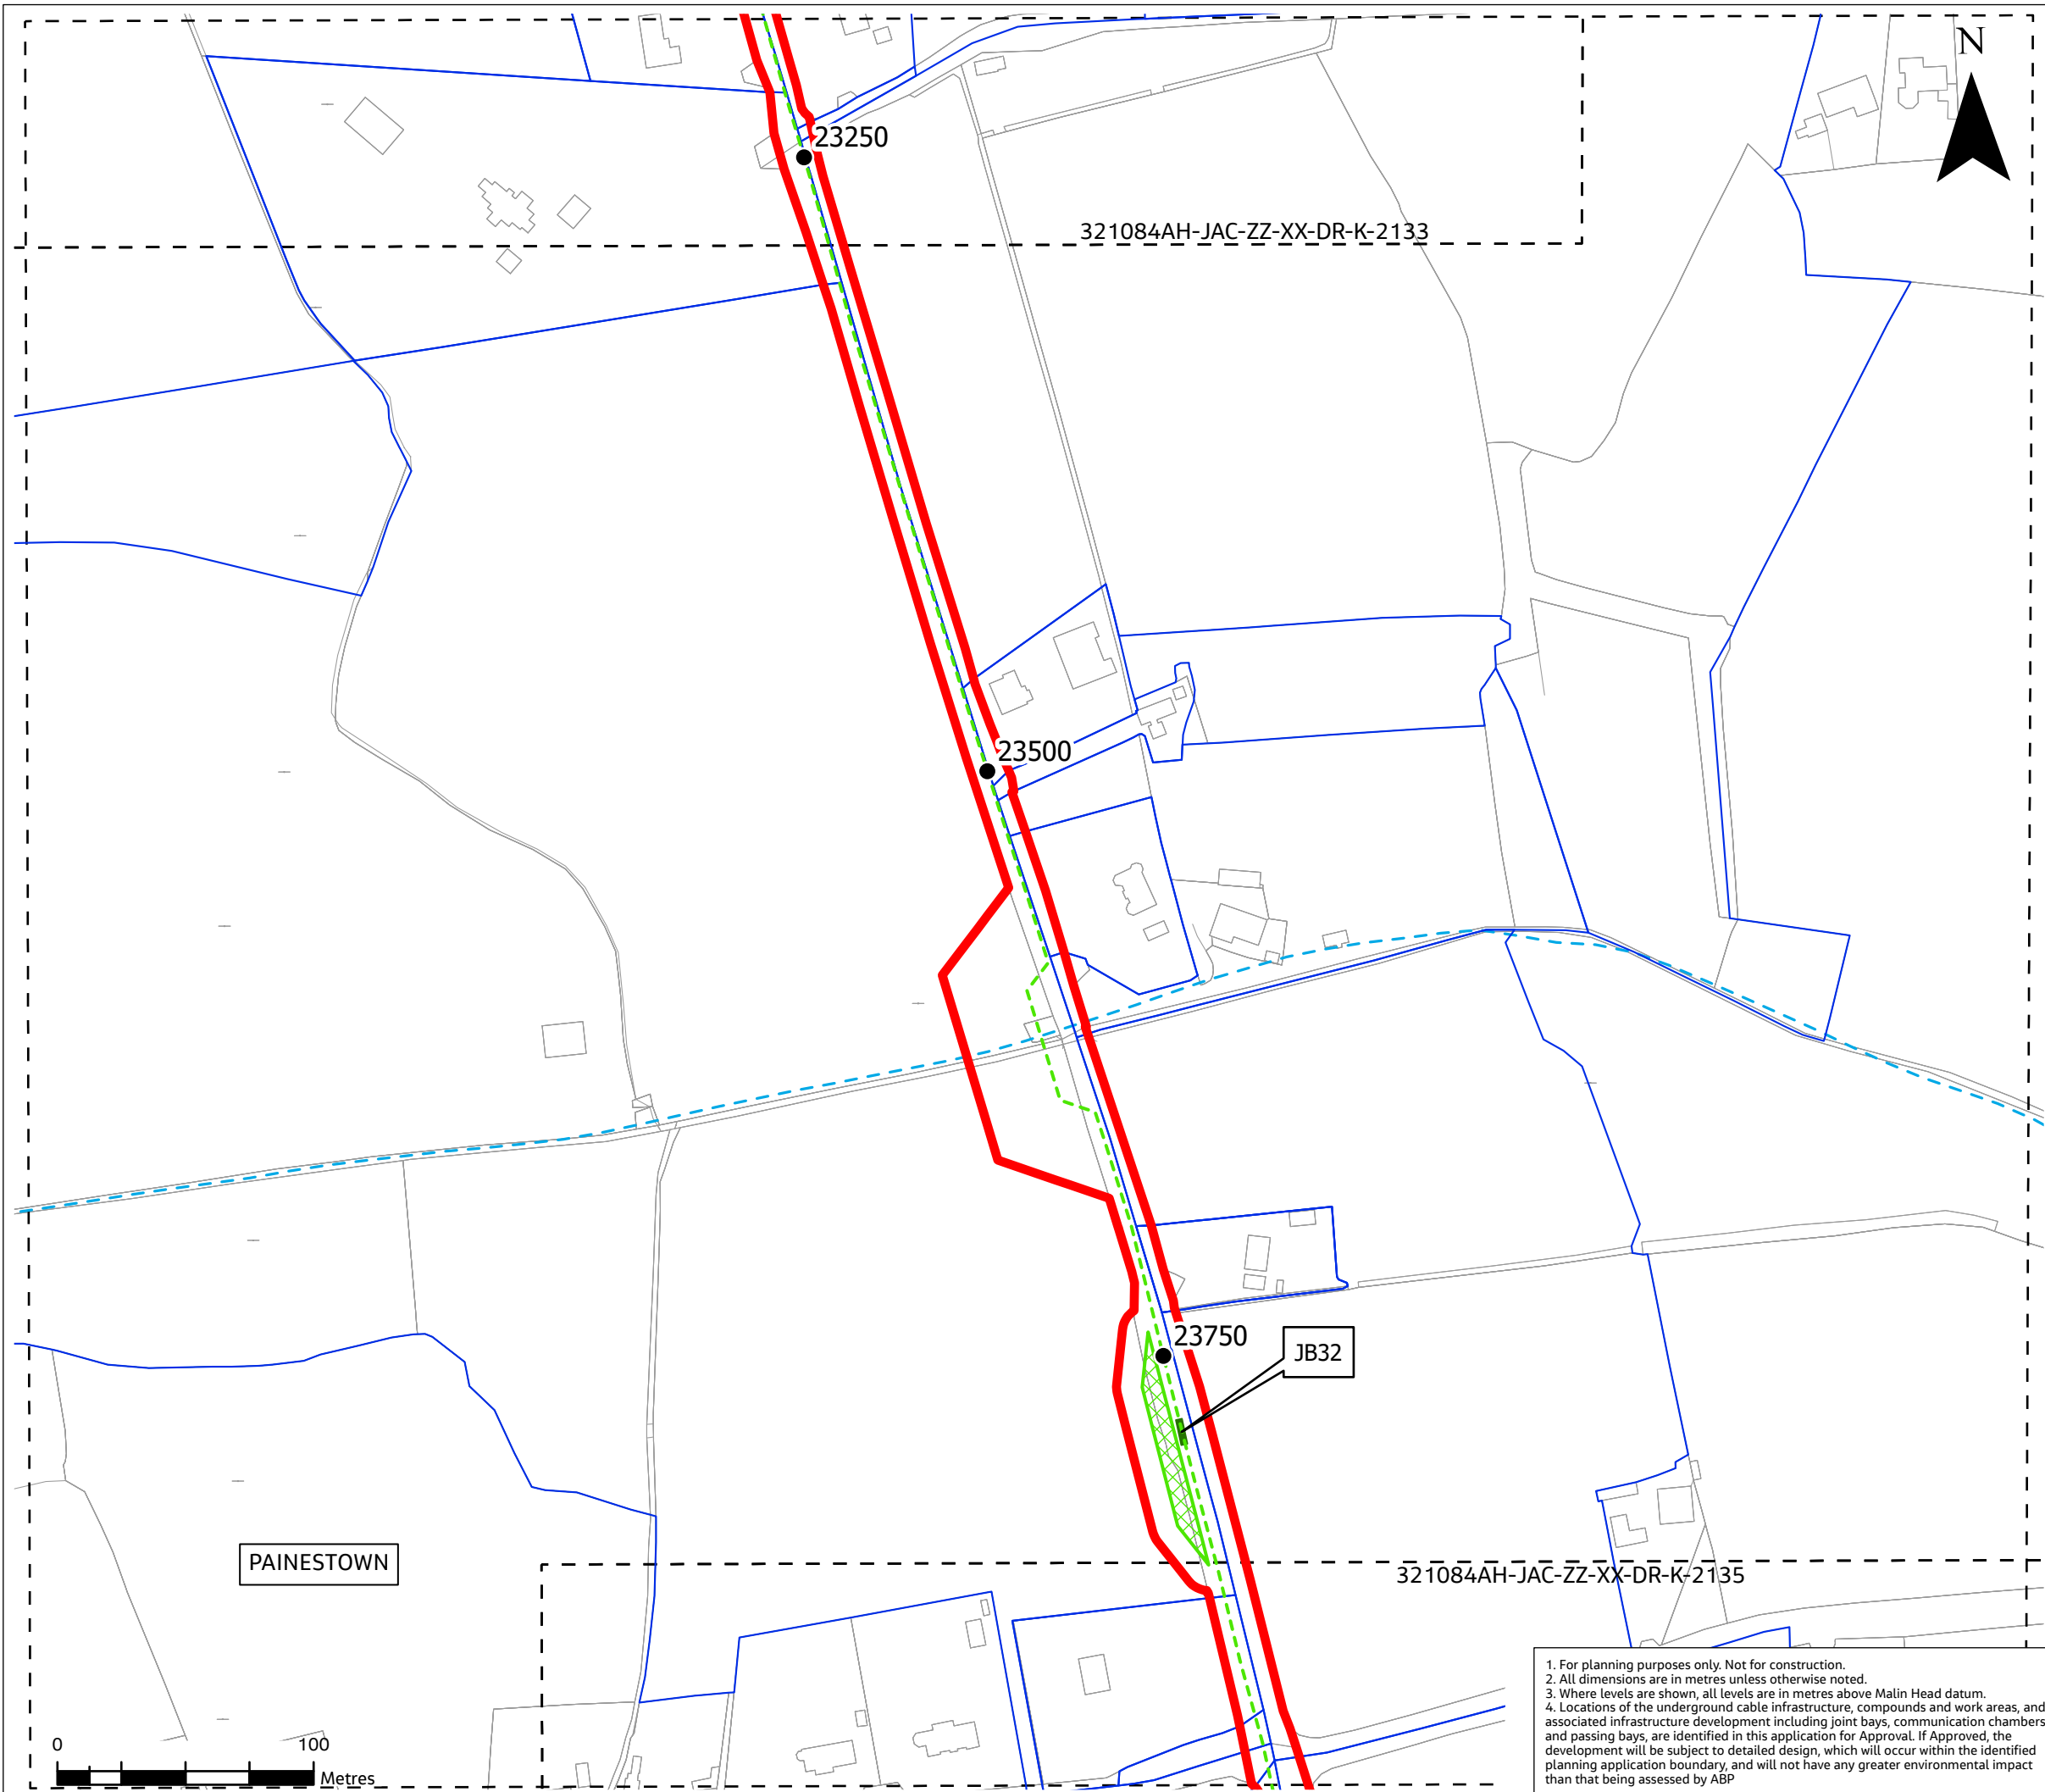 N
23250
321084AH-JAC-ZZ-XX-DR-K-2133
23500
23750
JB32
PAINESTOWN
321084AH-JAC-ZZ-XX-DR-K-2135
1. For planning purposes only. Not for construction.
2. All dimensions are in metres unless otherwise noted.
3. Where levels are shown, all levels are in metres above Malin Head datum.
4. Locations of the underground cable infrastructure, compounds and work areas, and
associated infrastructure development including joint bays, communication chambers
and passing bays, are identified in this application for Approval. If Approved, the
development will be subject to detailed design, which will occur within the identified
planning application boundary, and will not have any greater environmental impact
than that being assessed by ABP
0 100
Metres